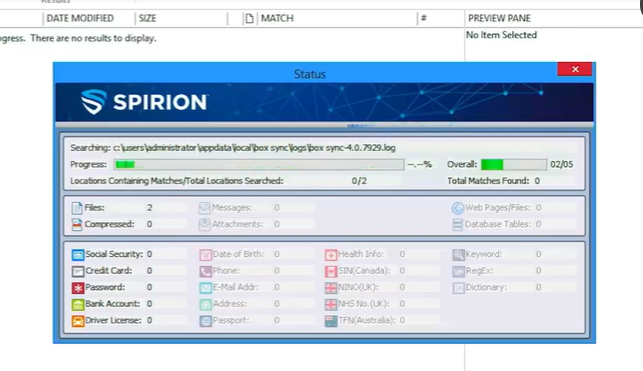 Results
DATE MODIFIED SIZE MATCH # PREVIEW PANE
ogress. There are no results to display.
No Item Selected
Status
SPIRION
Searching: c:\users\administrator\appdata\local\box sync\logs\box sync-4.0.7929.log
Progress: --.--% Overall: 02/05
Locations Containing Matches/Total Locations Searched: 0/2 Total Matches Found: 0
Files: 2 Messages: 0 Web Pages/Files: 0
Compressed: 0 Attachments: 0 Database Tables: 0
Social Security: 0 Date of Birth: 0 Health Info: 0 Keyword: 0
Credit Card: 0 Phone: 0 SIN(Canada): 0 RegEx: 0
Password: 0 E-Mail Addr: 0 NINO(UK): 0 Dictionary: 0
Bank Account: 0 Address: 0 NHS No.(UK): 0
Driver License: 0 Passport: 0 TFN(Australia): 0